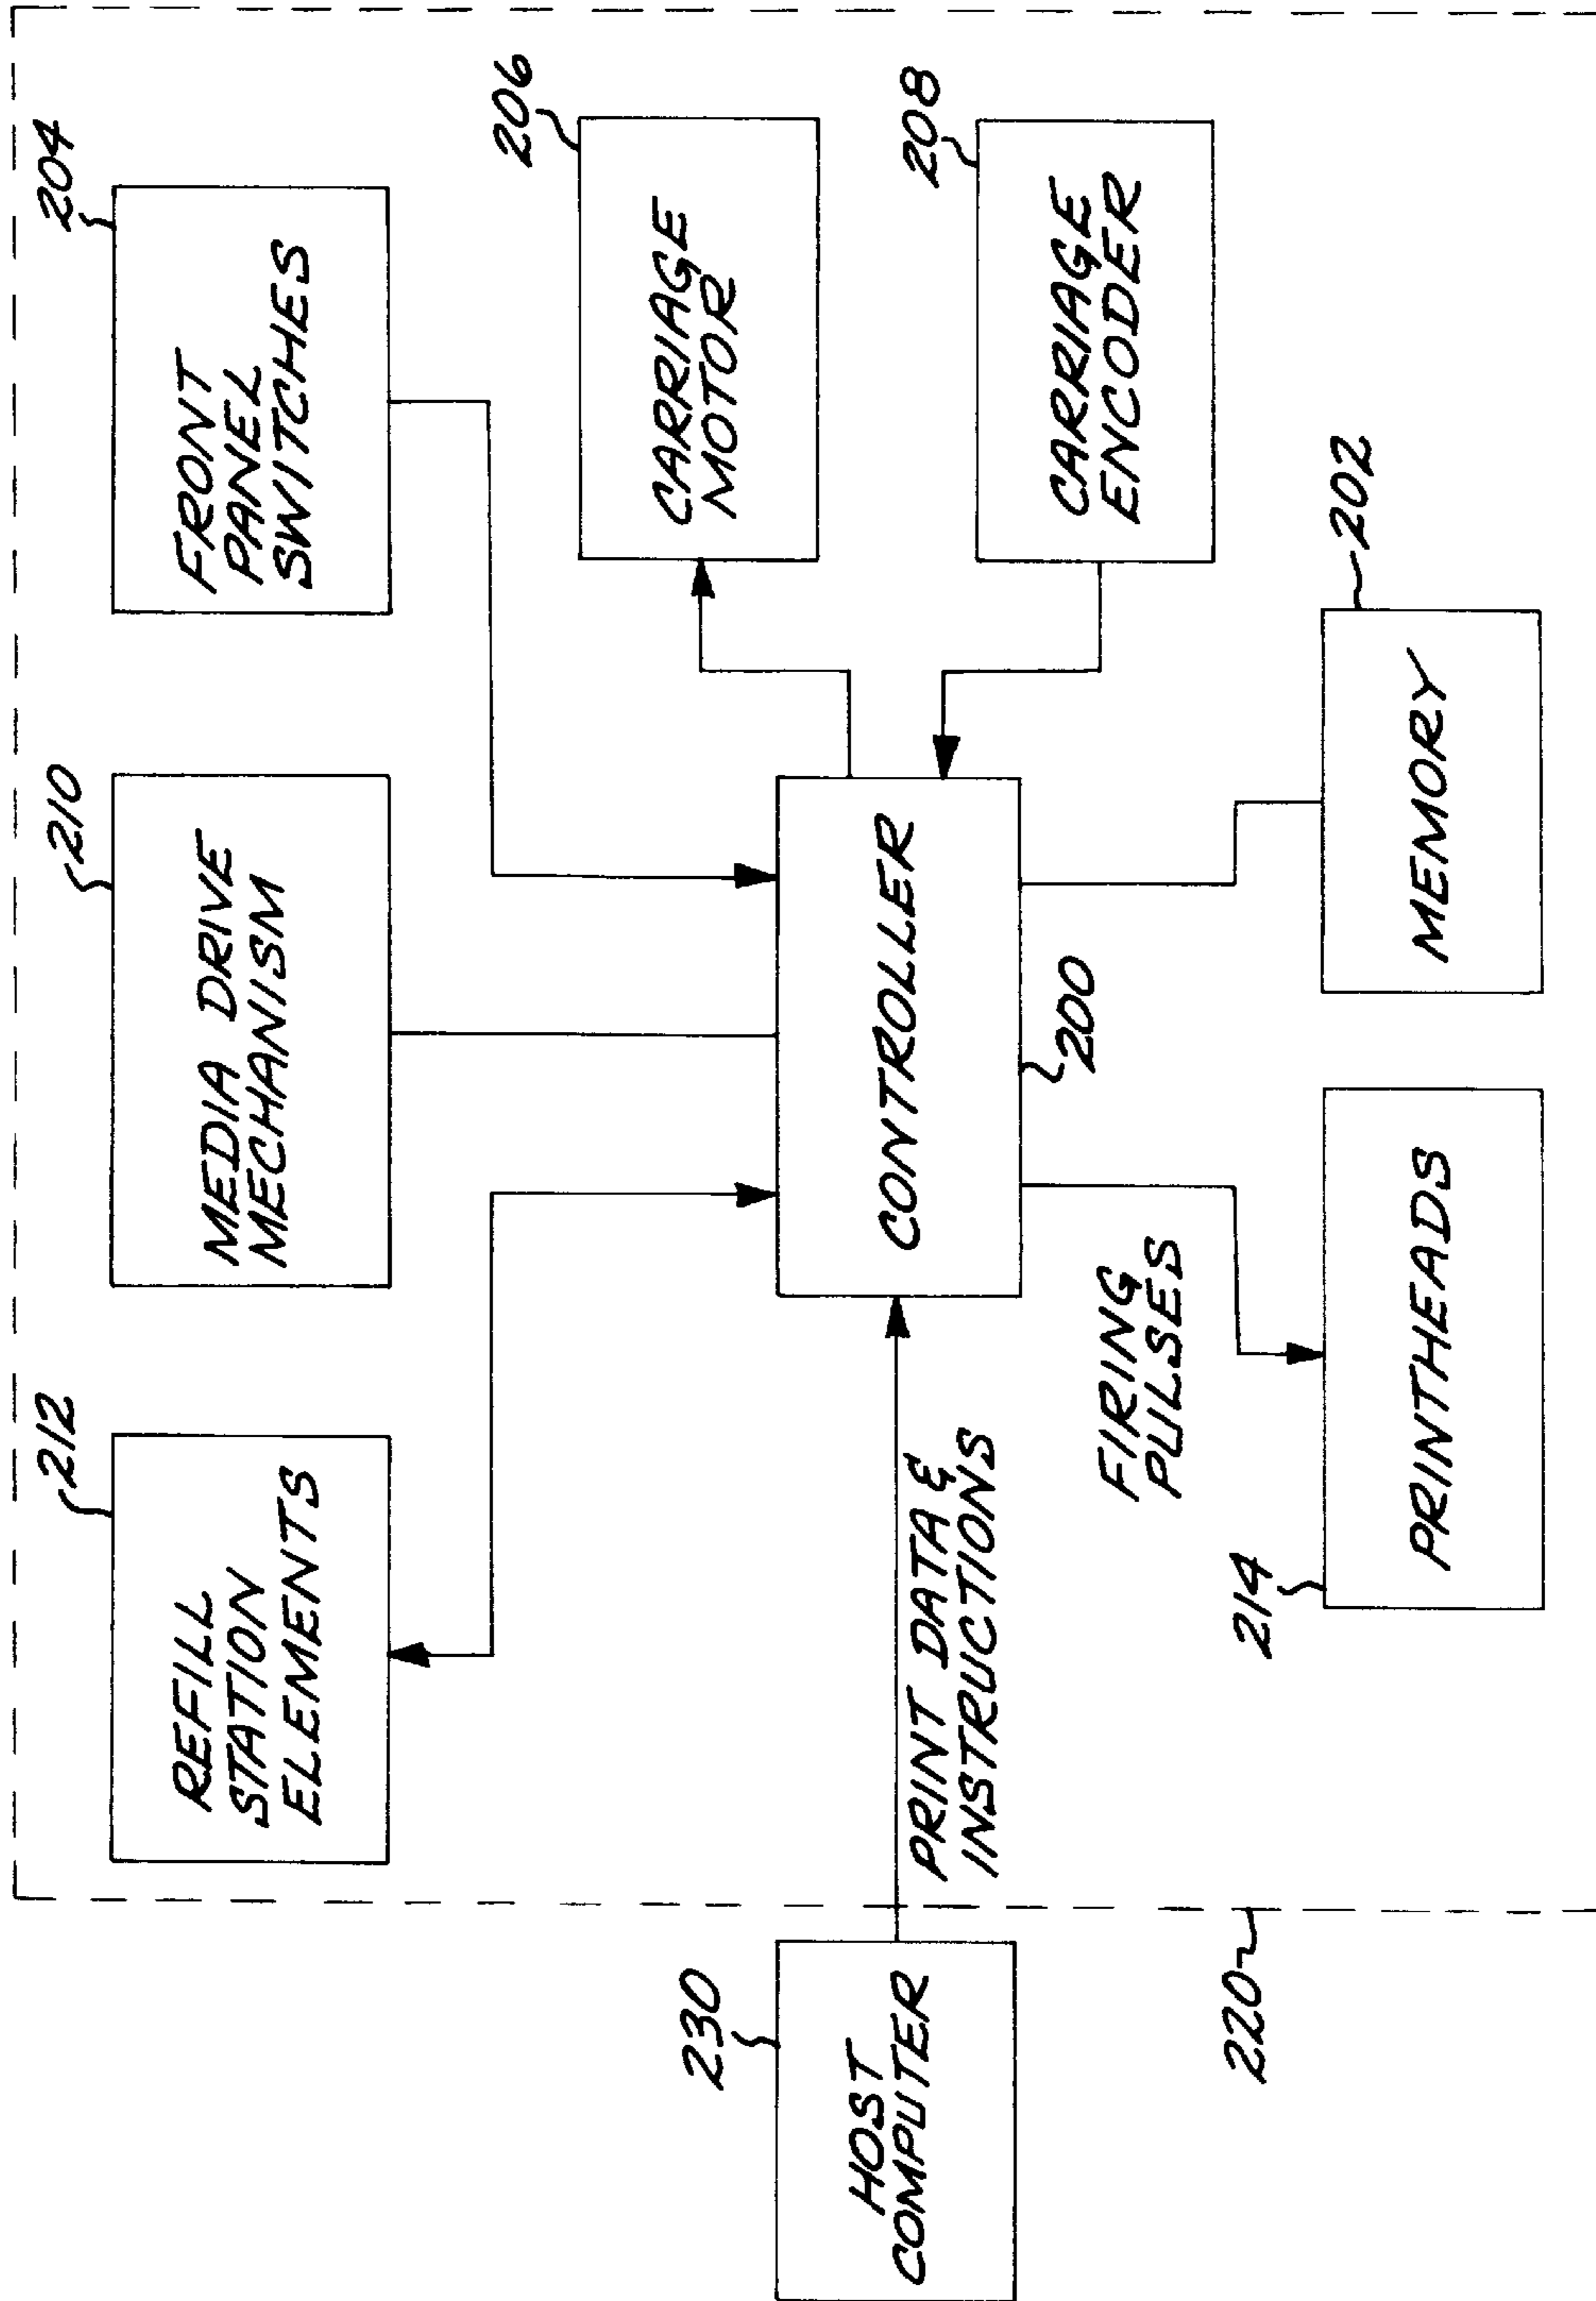 212
REFILL
STATION
ELEMENTS
210
MEDIA DRIVE
MECHANISM
204
FRONT
PANEL
SWITCHES
206
CARRIAGE
MOTOR
230
HOST
COMPUTER
PRINT DATA &
INSTRUCTIONS
CONTROLLER
200
208
CARRIAGE
ENCODER
FIRING
PULSES
214
PRINTHEADS
202
MEMORY
220